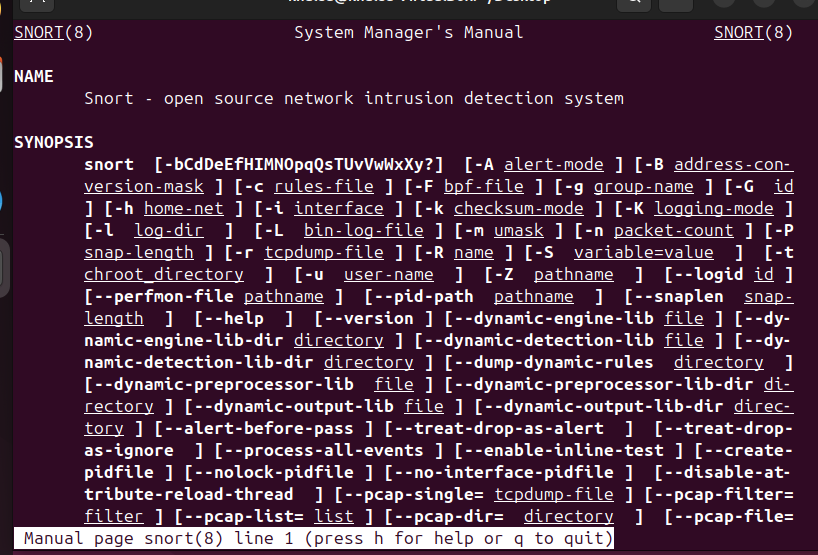 SNORT(8) System Manager's Manual SNORT(8)
NAME
Snort - open source network intrusion detection system
SYNOPSIS
snort [-bCdDeEfHIMNOpqQsTUvVwWxXy?] [-A alert-mode ] [-B address-con-
version-mask ] [-c rules-file ] [-F bpf-file ] [-g group-name ] [-G id
] [-h home-net ] [-i interface ] [-k checksum-mode ] [-K logging-mode ]
[-l log-dir ] [-L bin-log-file ] [-m umask ] [-n packet-count ] [-P
snap-length ] [-r tcpdump-file ] [-R name ] [-S variable=value ] [-t
chroot_directory ] [-u user-name ] [-Z pathname ] [--logid id ]
[--perfmon-file pathname ] [--pid-path pathname ] [--snaplen snap-
length ] [--help ] [--version ] [--dynamic-engine-lib file ] [--dy-
namic-engine-lib-dir directory ] [--dynamic-detection-lib file ] [--dy-
namic-detection-lib-dir directory ] [--dump-dynamic-rules directory ]
[--dynamic-preprocessor-lib file ] [--dynamic-preprocessor-lib-dir di-
rectory ] [--dynamic-output-lib file ] [--dynamic-output-lib-dir direc-
tory ] [--alert-before-pass ] [--treat-drop-as-alert ] [--treat-drop-
as-ignore ] [--process-all-events ] [--enable-inline-test ] [--create-
pidfile ] [--nolock-pidfile ] [--no-interface-pidfile ] [--disable-at-
tribute-reload-thread ] [--pcap-single= tcpdump-file ] [--pcap-filter=
filter ] [--pcap-list= list ] [--pcap-dir= directory ] [--pcap-file=
Manual page snort(8) line 1 (press h for help or q to quit)